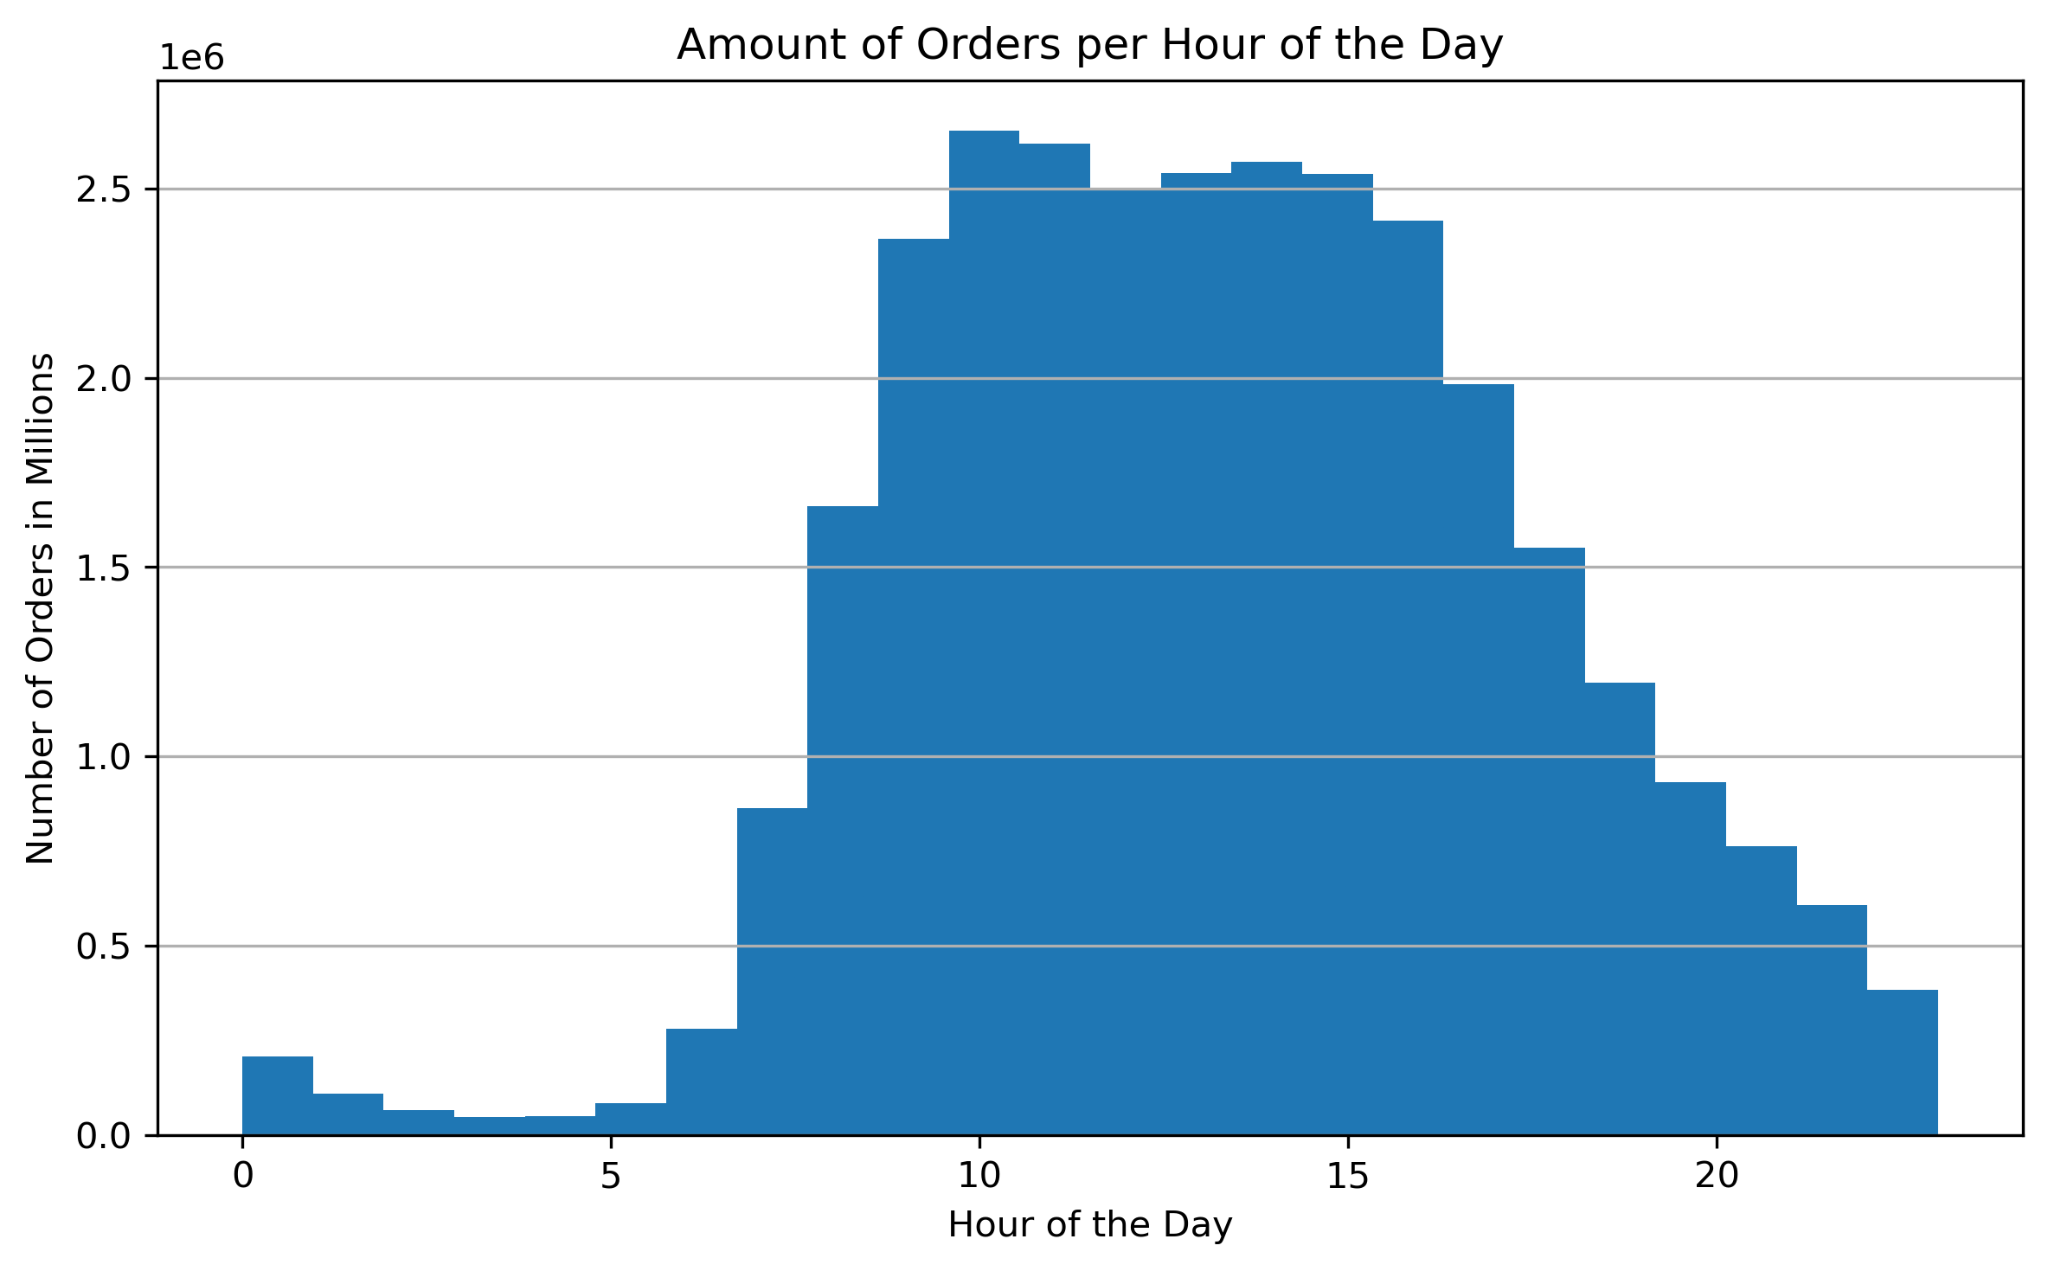 Amount of Orders per Hour of the Day
1e6
2.5
2.0
1.5
1.0
0.5
0.0
Number of Orders in Millions
0 5 10 15 20
Hour of the Day